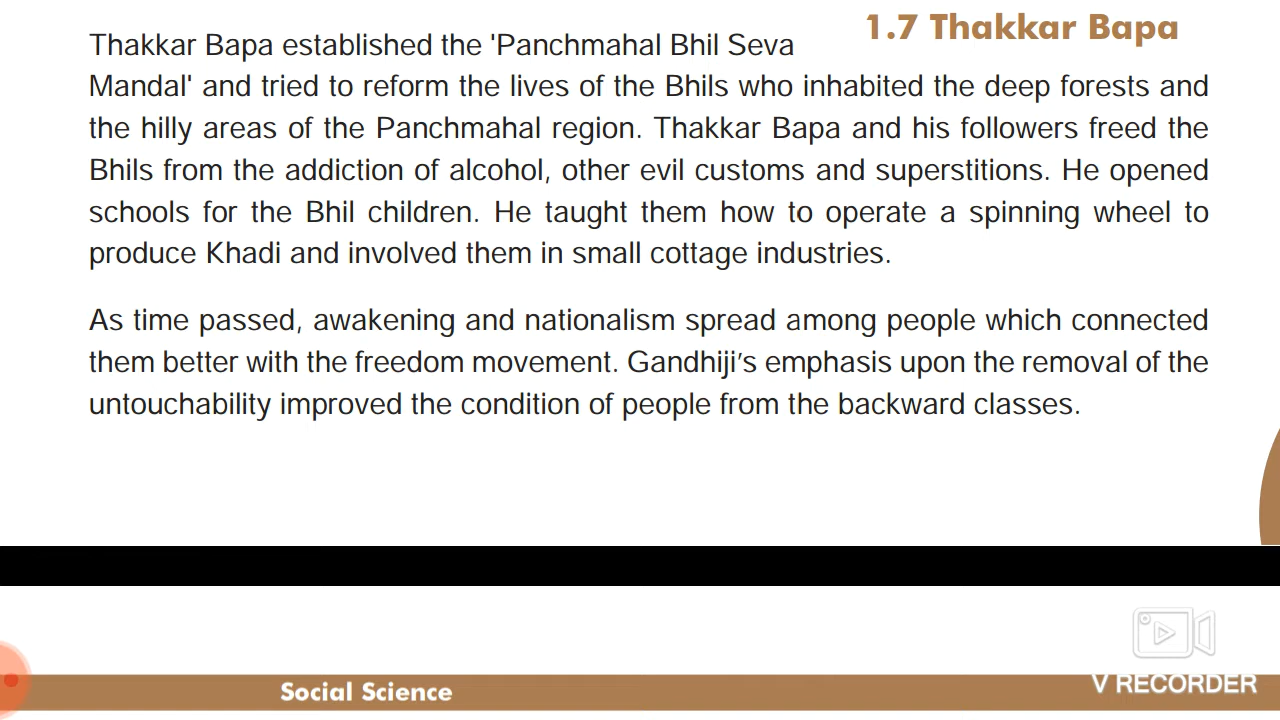 1.7 Thakkar Bapa
Thakkar Bapa established the 'Panchmahal Bhil Seva
Mandal' and tried to reform the lives of the Bhils who inhabited the deep forests and
the hilly areas of the Panchmahal region. Thakkar Bapa and his followers freed the
Bhils from the addiction of alcohol, other evil customs and superstitions. He opened
schools for the Bhil children. He taught them how to operate a spinning wheel to
produce Khadi and involved them in small cottage industries.
As time passed, awakening and nationalism spread among people which connected
them better with the freedom movement. Gandhiji’s emphasis upon the removal of the
untouchability improved the condition of people from the backward classes.
Social Science
V RECORDER